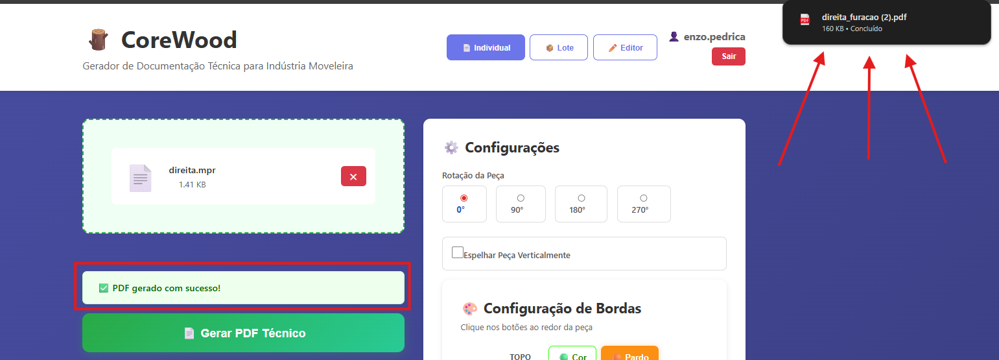 CoreWood
Gerador de Documentação Técnica para Indústria Moveleira
Individual
Lote
Editor
enzo.pedrica
Sair
direita_furacao (2).pdf
160 KB • Concluído
PDF
direita.mpr
1.41 KB
×
PDF gerado com sucesso!
Gerar PDF Técnico
Configurações
Rotação da Peça
0°
90°
180°
270°
Espelhar Peça Verticalmente
Configuração de Bordas
Clique nos botões ao redor da peça
TOPO
Cor
Pardo